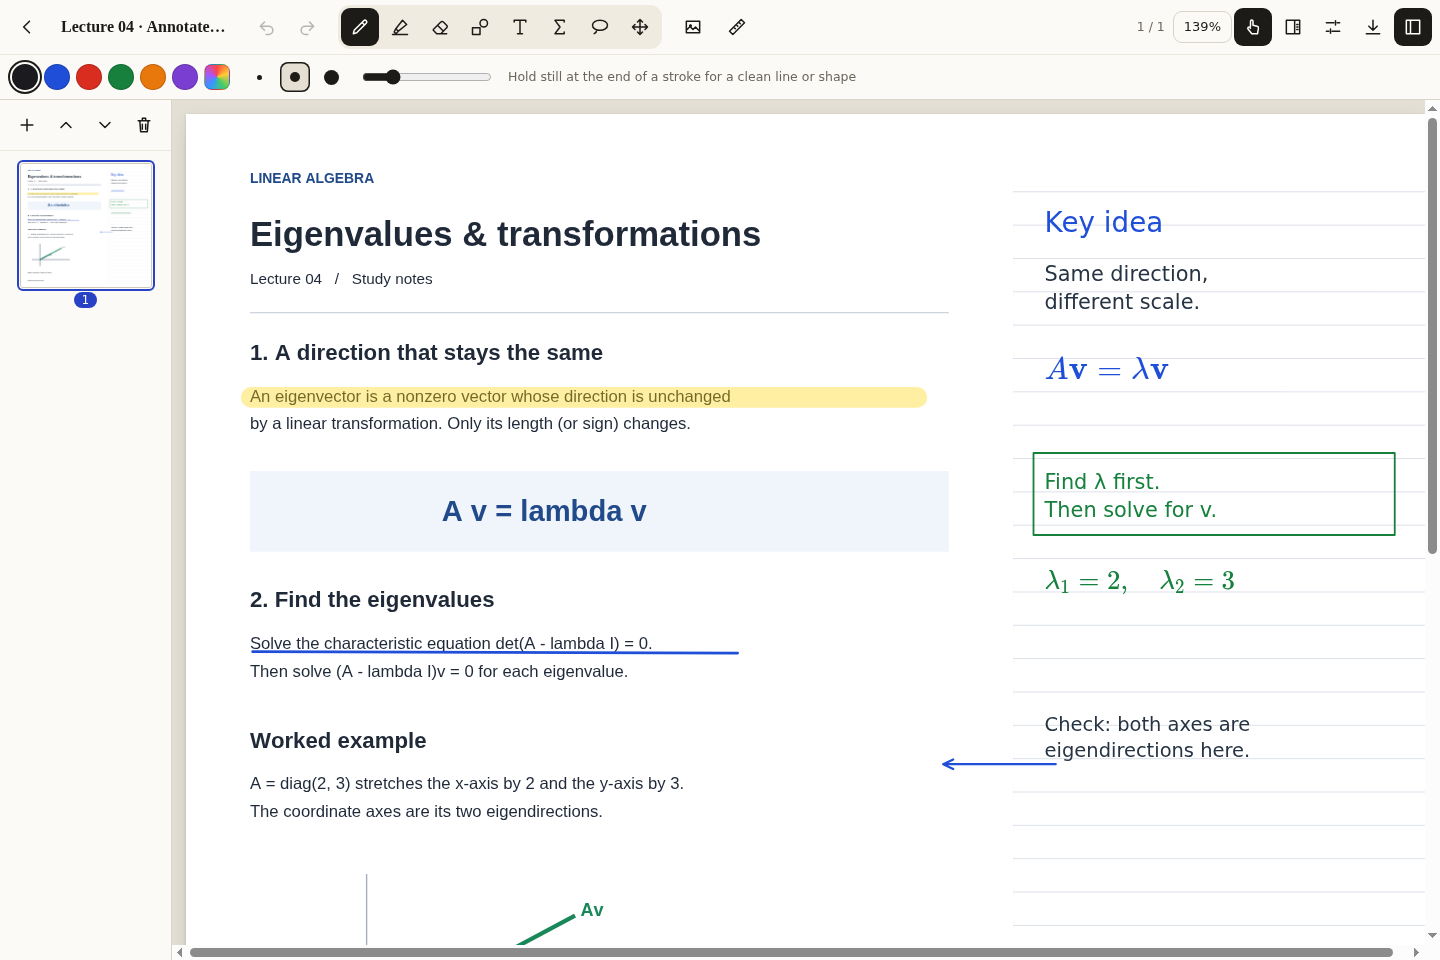 Lecture 04 · Annotate…
1 / 1
139%
Hold still at the end of a stroke for a clean line or shape
1
LINEAR ALGEBRA
Eigenvalues & transformations
Lecture 04 / Study notes
1. A direction that stays the same
An eigenvector is a nonzero vector whose direction is unchanged
by a linear transformation. Only its length (or sign) changes.
A v = lambda v
2. Find the eigenvalues
Solve the characteristic equation det(A - lambda I) = 0.
Then solve (A - lambda I)v = 0 for each eigenvalue.
Worked example
A = diag(2, 3) stretches the x-axis by 2 and the y-axis by 3.
The coordinate axes are its two eigendirections.
Av
Key idea
Same direction,
different scale.
Av = λv
Find λ first.
Then solve for v.
λ₁ = 2, λ₂ = 3
Check: both axes are
eigendirections here.